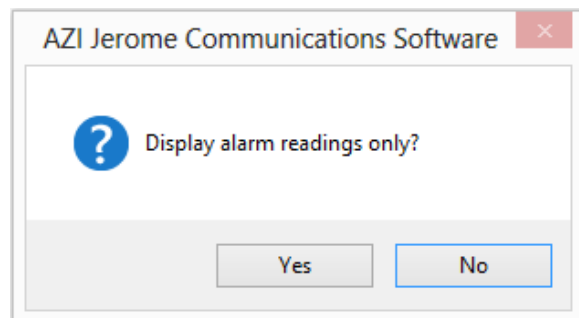 AZI Jerome Communications Software
Display alarm readings only?
Yes
No